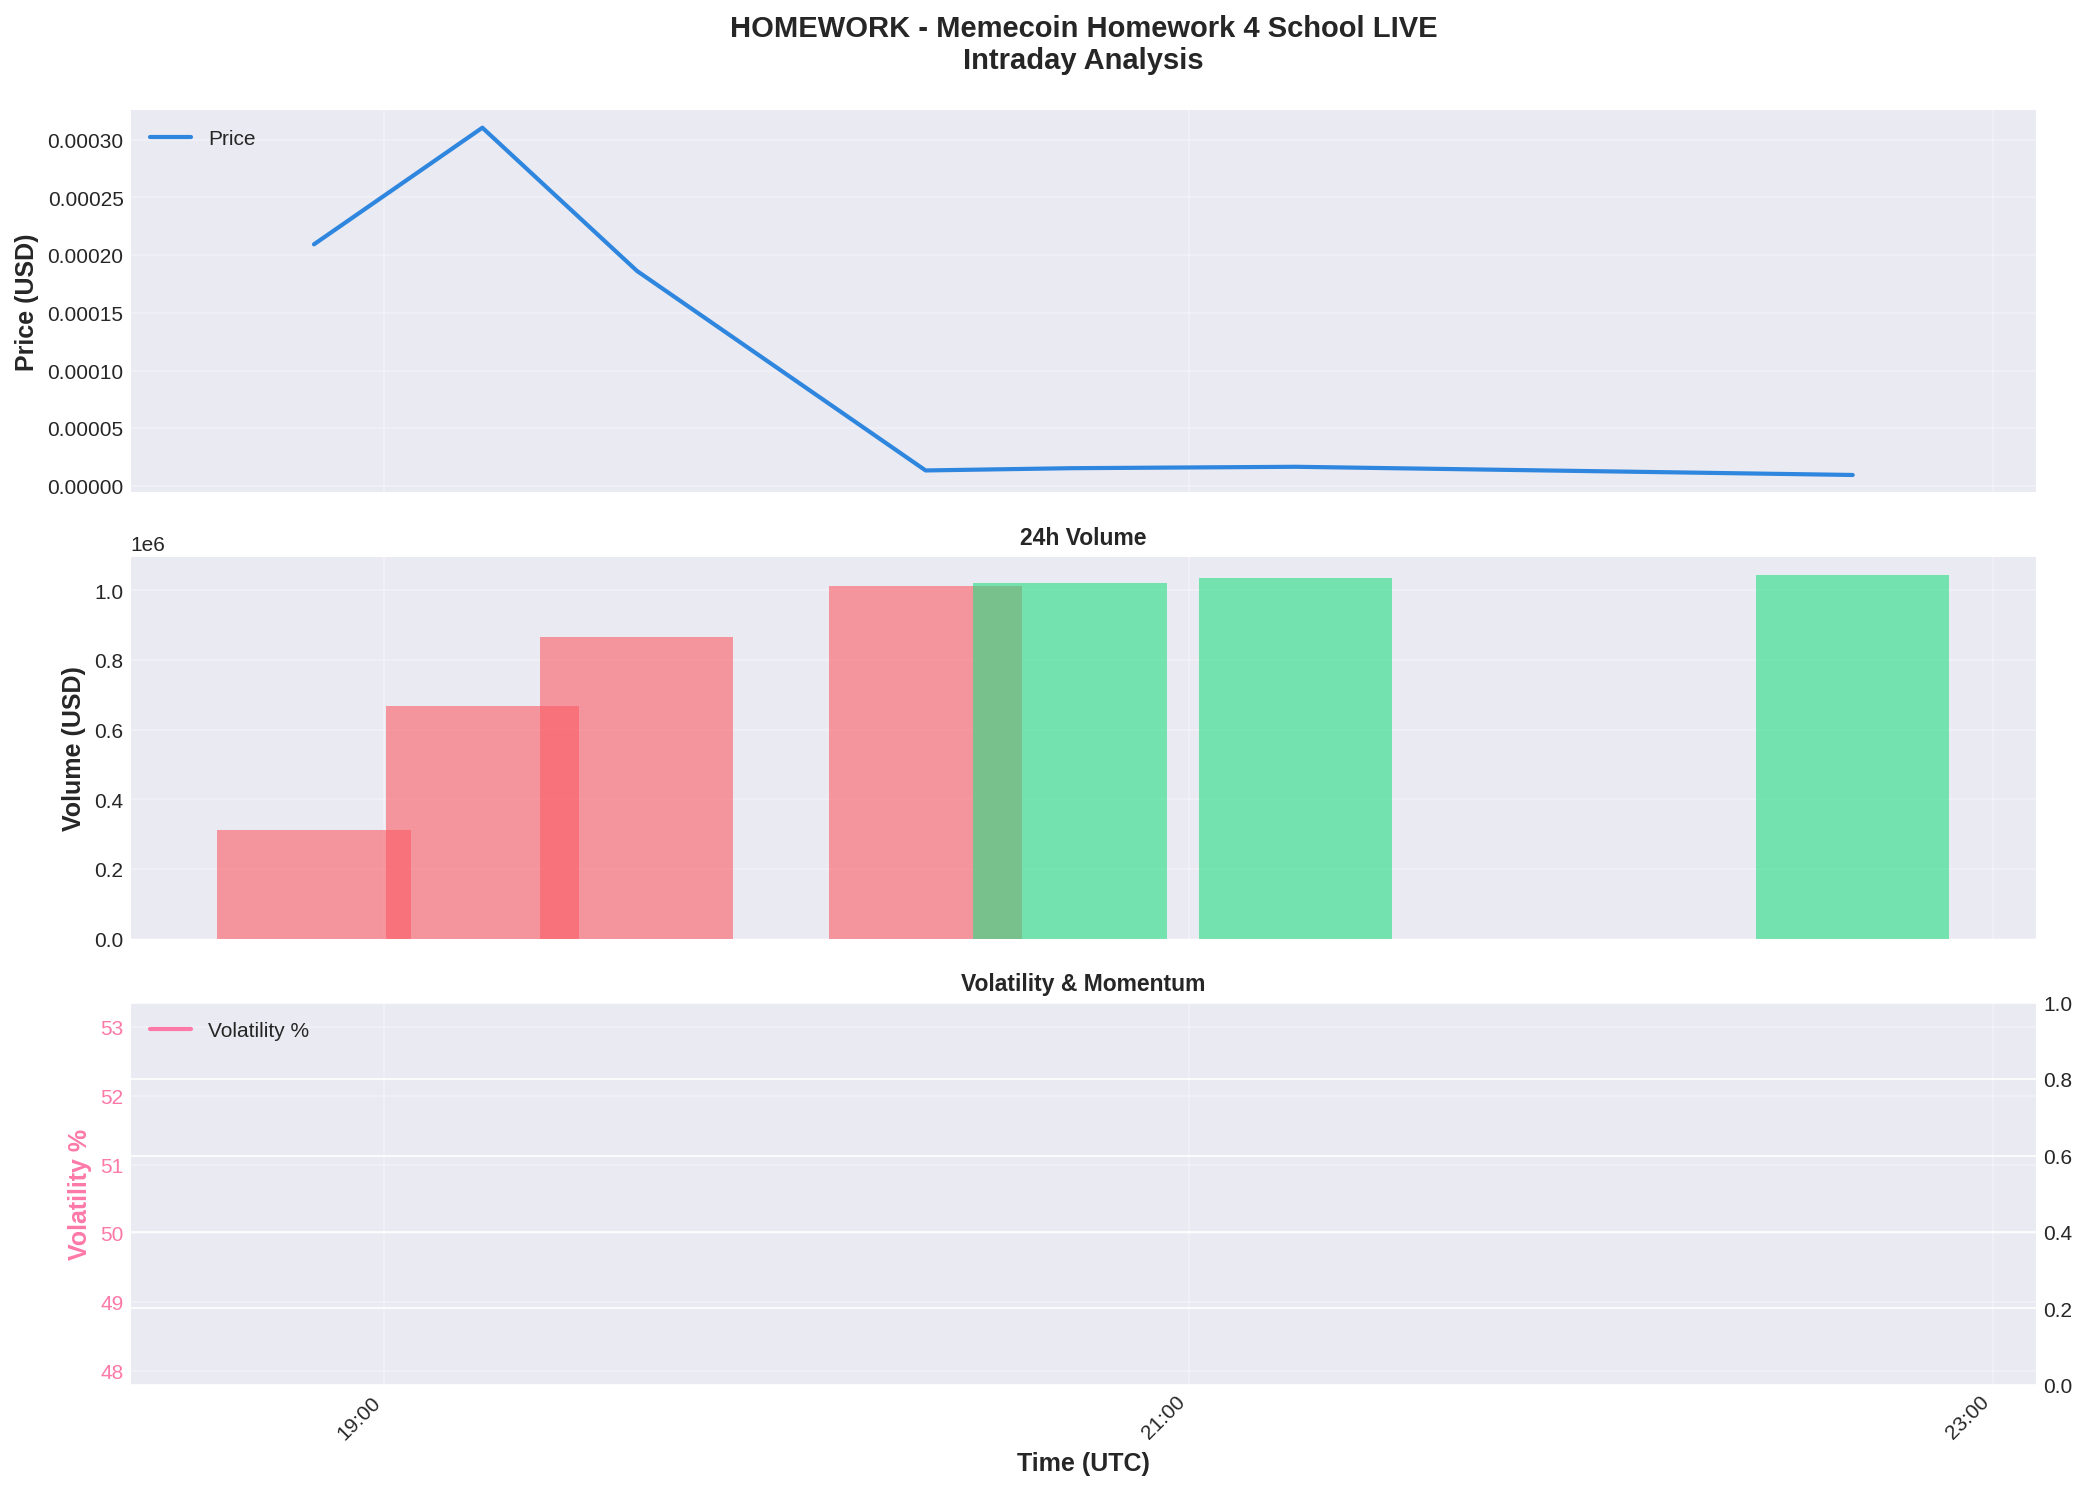 HOMEWORK - Memecoin Homework 4 School LIVE
Intraday Analysis
Price
0.00030
0.00025
0.00020
0.00015
0.00010
0.00005
0.00000
Price (USD)
24h Volume
1e6
1.0
0.8
0.6
0.4
0.2
0.0
Volume (USD)
Volatility & Momentum
Volatility %
53
52
51
50
49
48
Volatility %
1.0
0.8
0.6
0.4
0.2
0.0
19:00
21:00
23:00
Time (UTC)